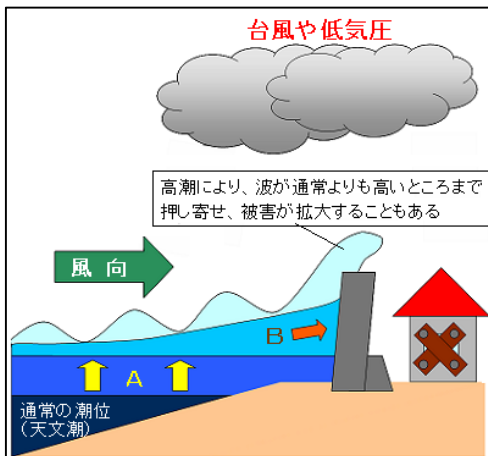 台風や低気圧
高潮により、波が通常よりも高いところまで
押し寄せ、被害が拡大することもある
風向
B
A
通常の潮位
(天文潮)